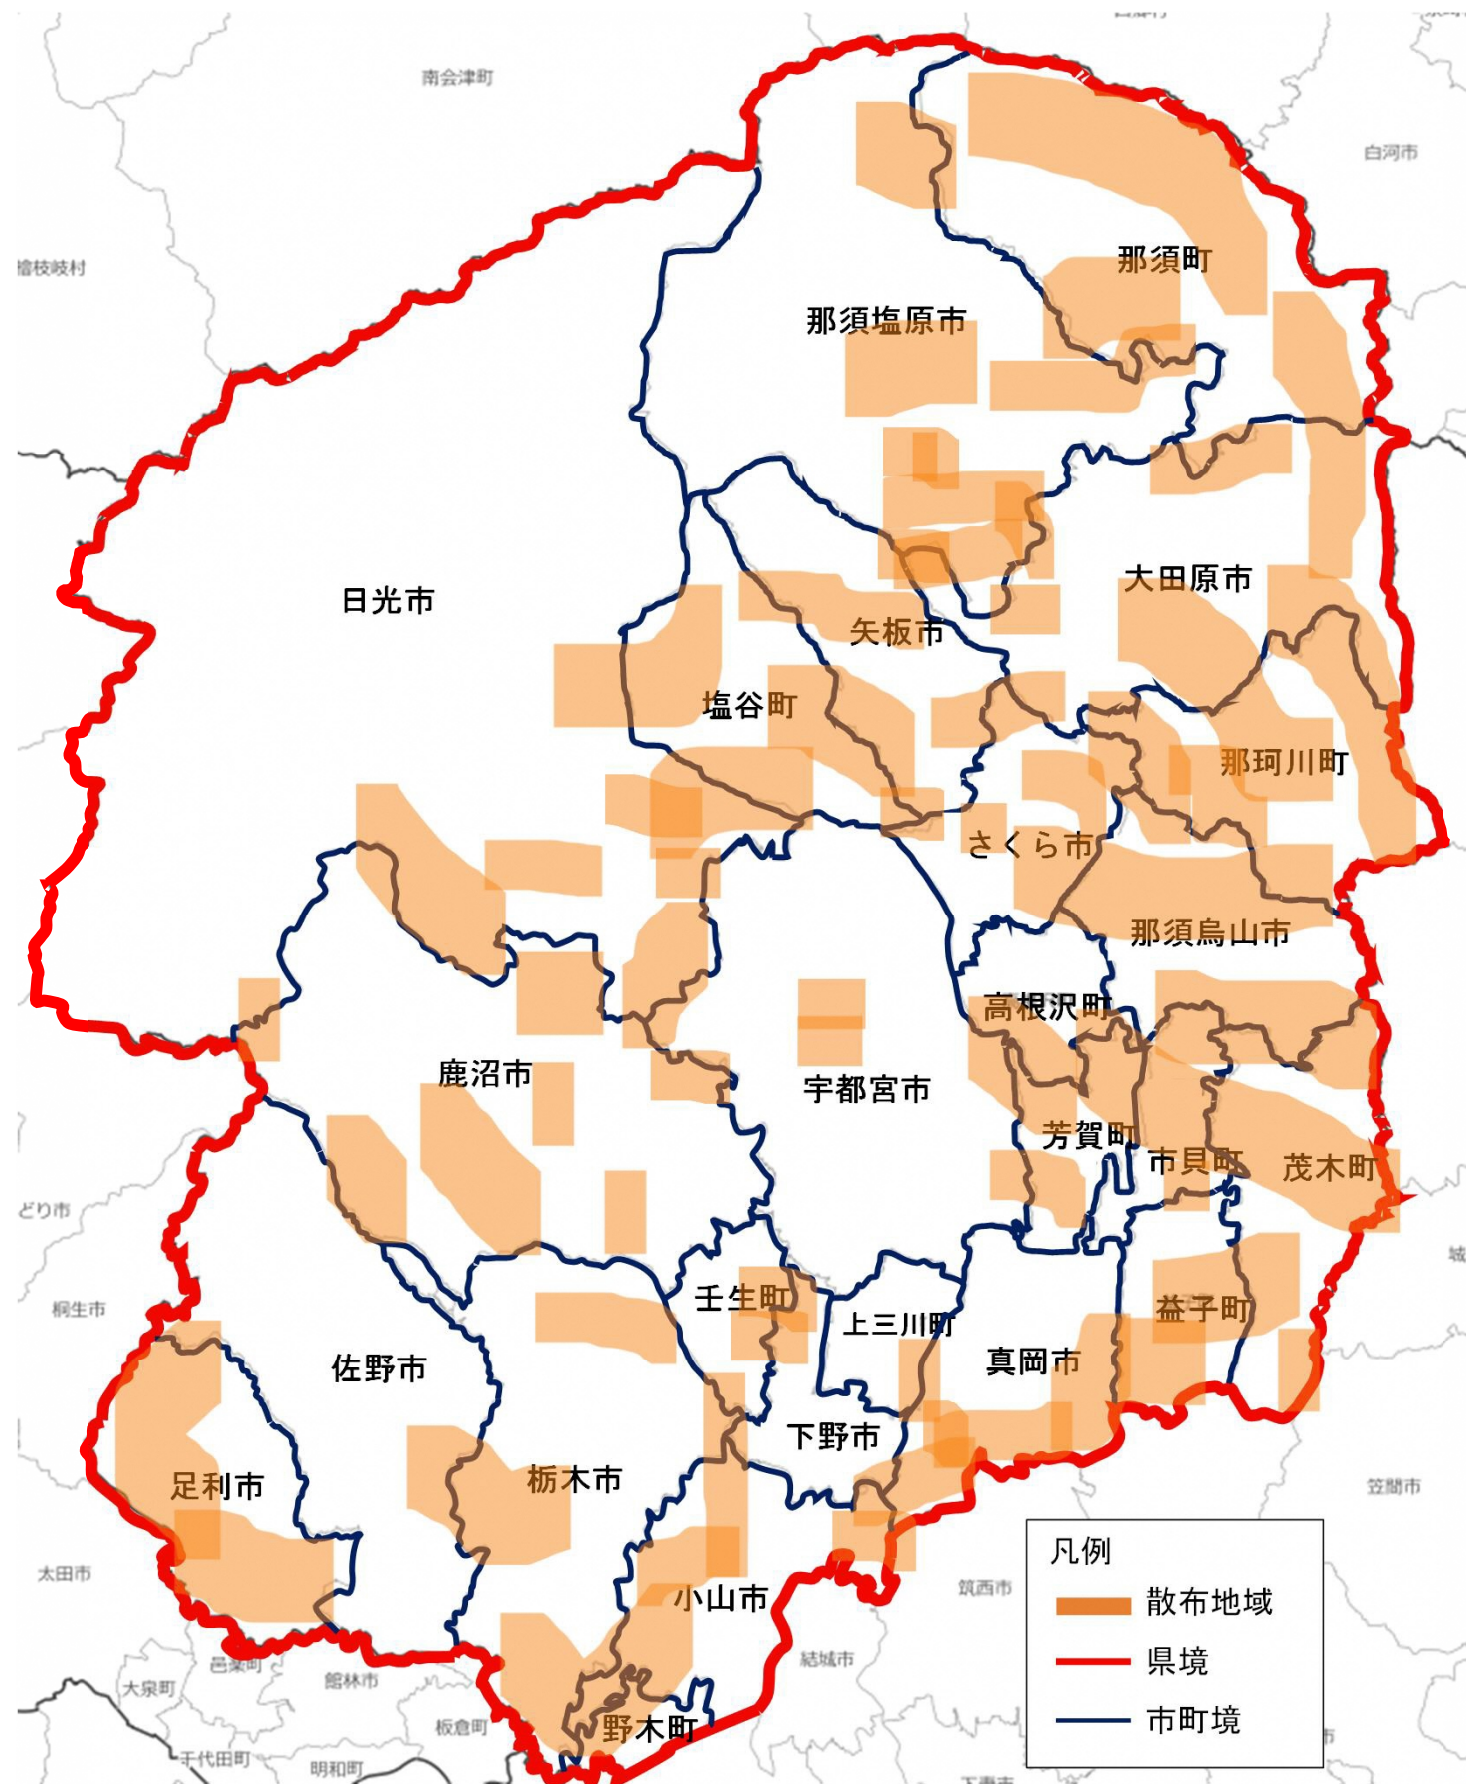 南会津町
白河市
檜枝岐村
那須町
那須塩原市
大田原市
日光市
矢板市
塩谷町
那珂川町
さくら市
那須烏山市
高根沢町
鹿沼市
宇都宮市
芳賀町
市貝町
茂木町
どり市
城
桐生市
壬生町
上三川町
益子町
佐野市
真岡市
下野市
足利市
栃木市
笠間市
太田市
小山市
筑西市
凡例
散布地域
県境
市町境
邑楽町
館林市
大泉町
結城市
板倉町
野木町
市
千代田町
明和町